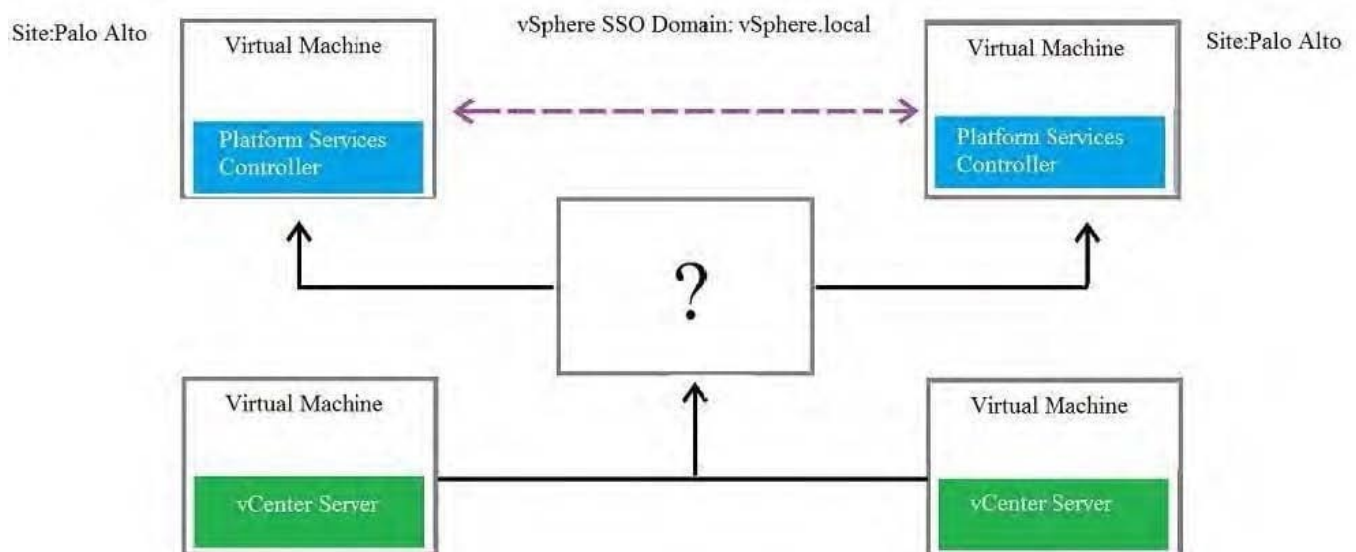 Site:Palo Alto
Virtual Machine
vSphere SSO Domain: vSphere.local
Virtual Machine
Site:Palo Alto
Platform Services
Controller
Platform Services
Controller
?
Virtual Machine
Virtual Machine
vCenter Server
vCenter Server